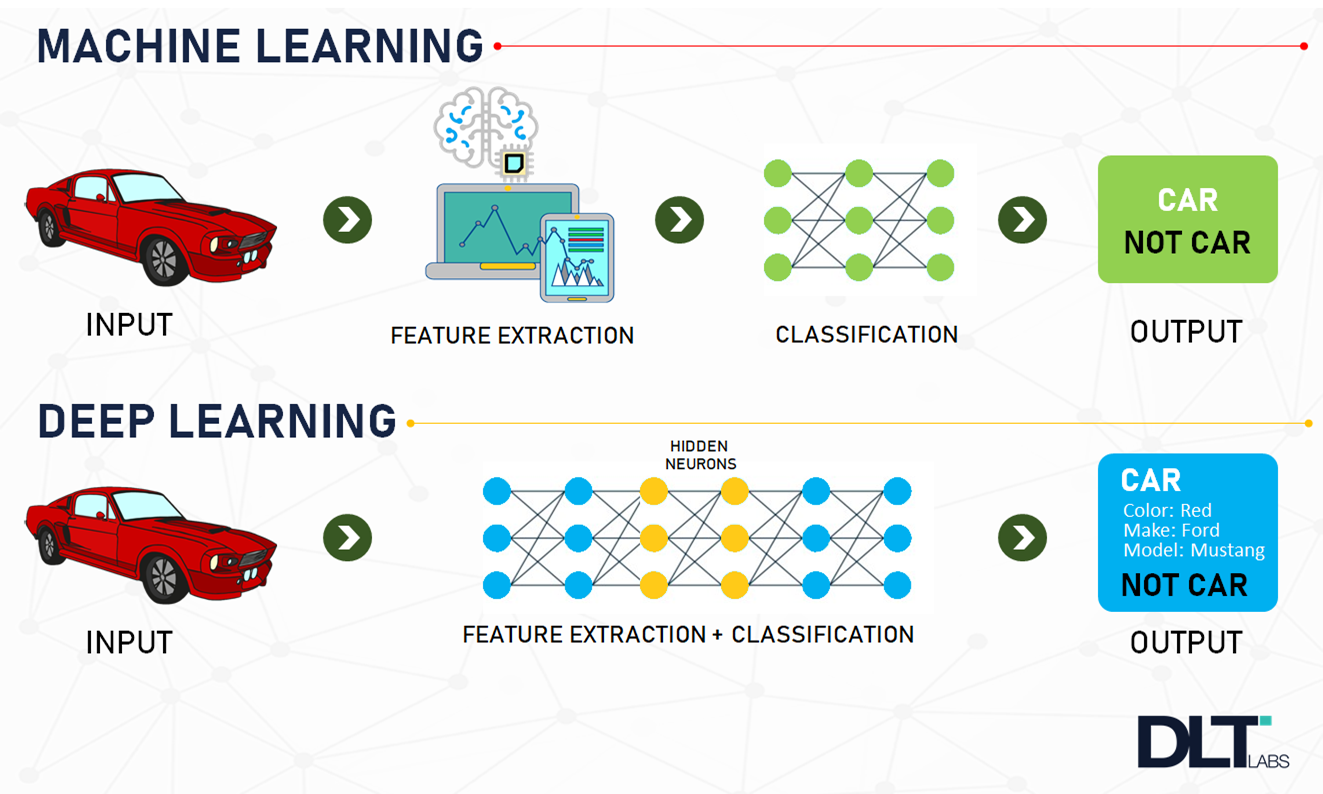 MACHINE LEARNING
INPUT
FEATURE EXTRACTION
CLASSIFICATION
CAR
NOT CAR
OUTPUT
DEEP LEARNING
INPUT
HIDDEN
NEURONS
FEATURE EXTRACTION + CLASSIFICATION
CAR
Color: Red
Make: Ford
Model: Mustang
NOT CAR
OUTPUT
DLT LABS